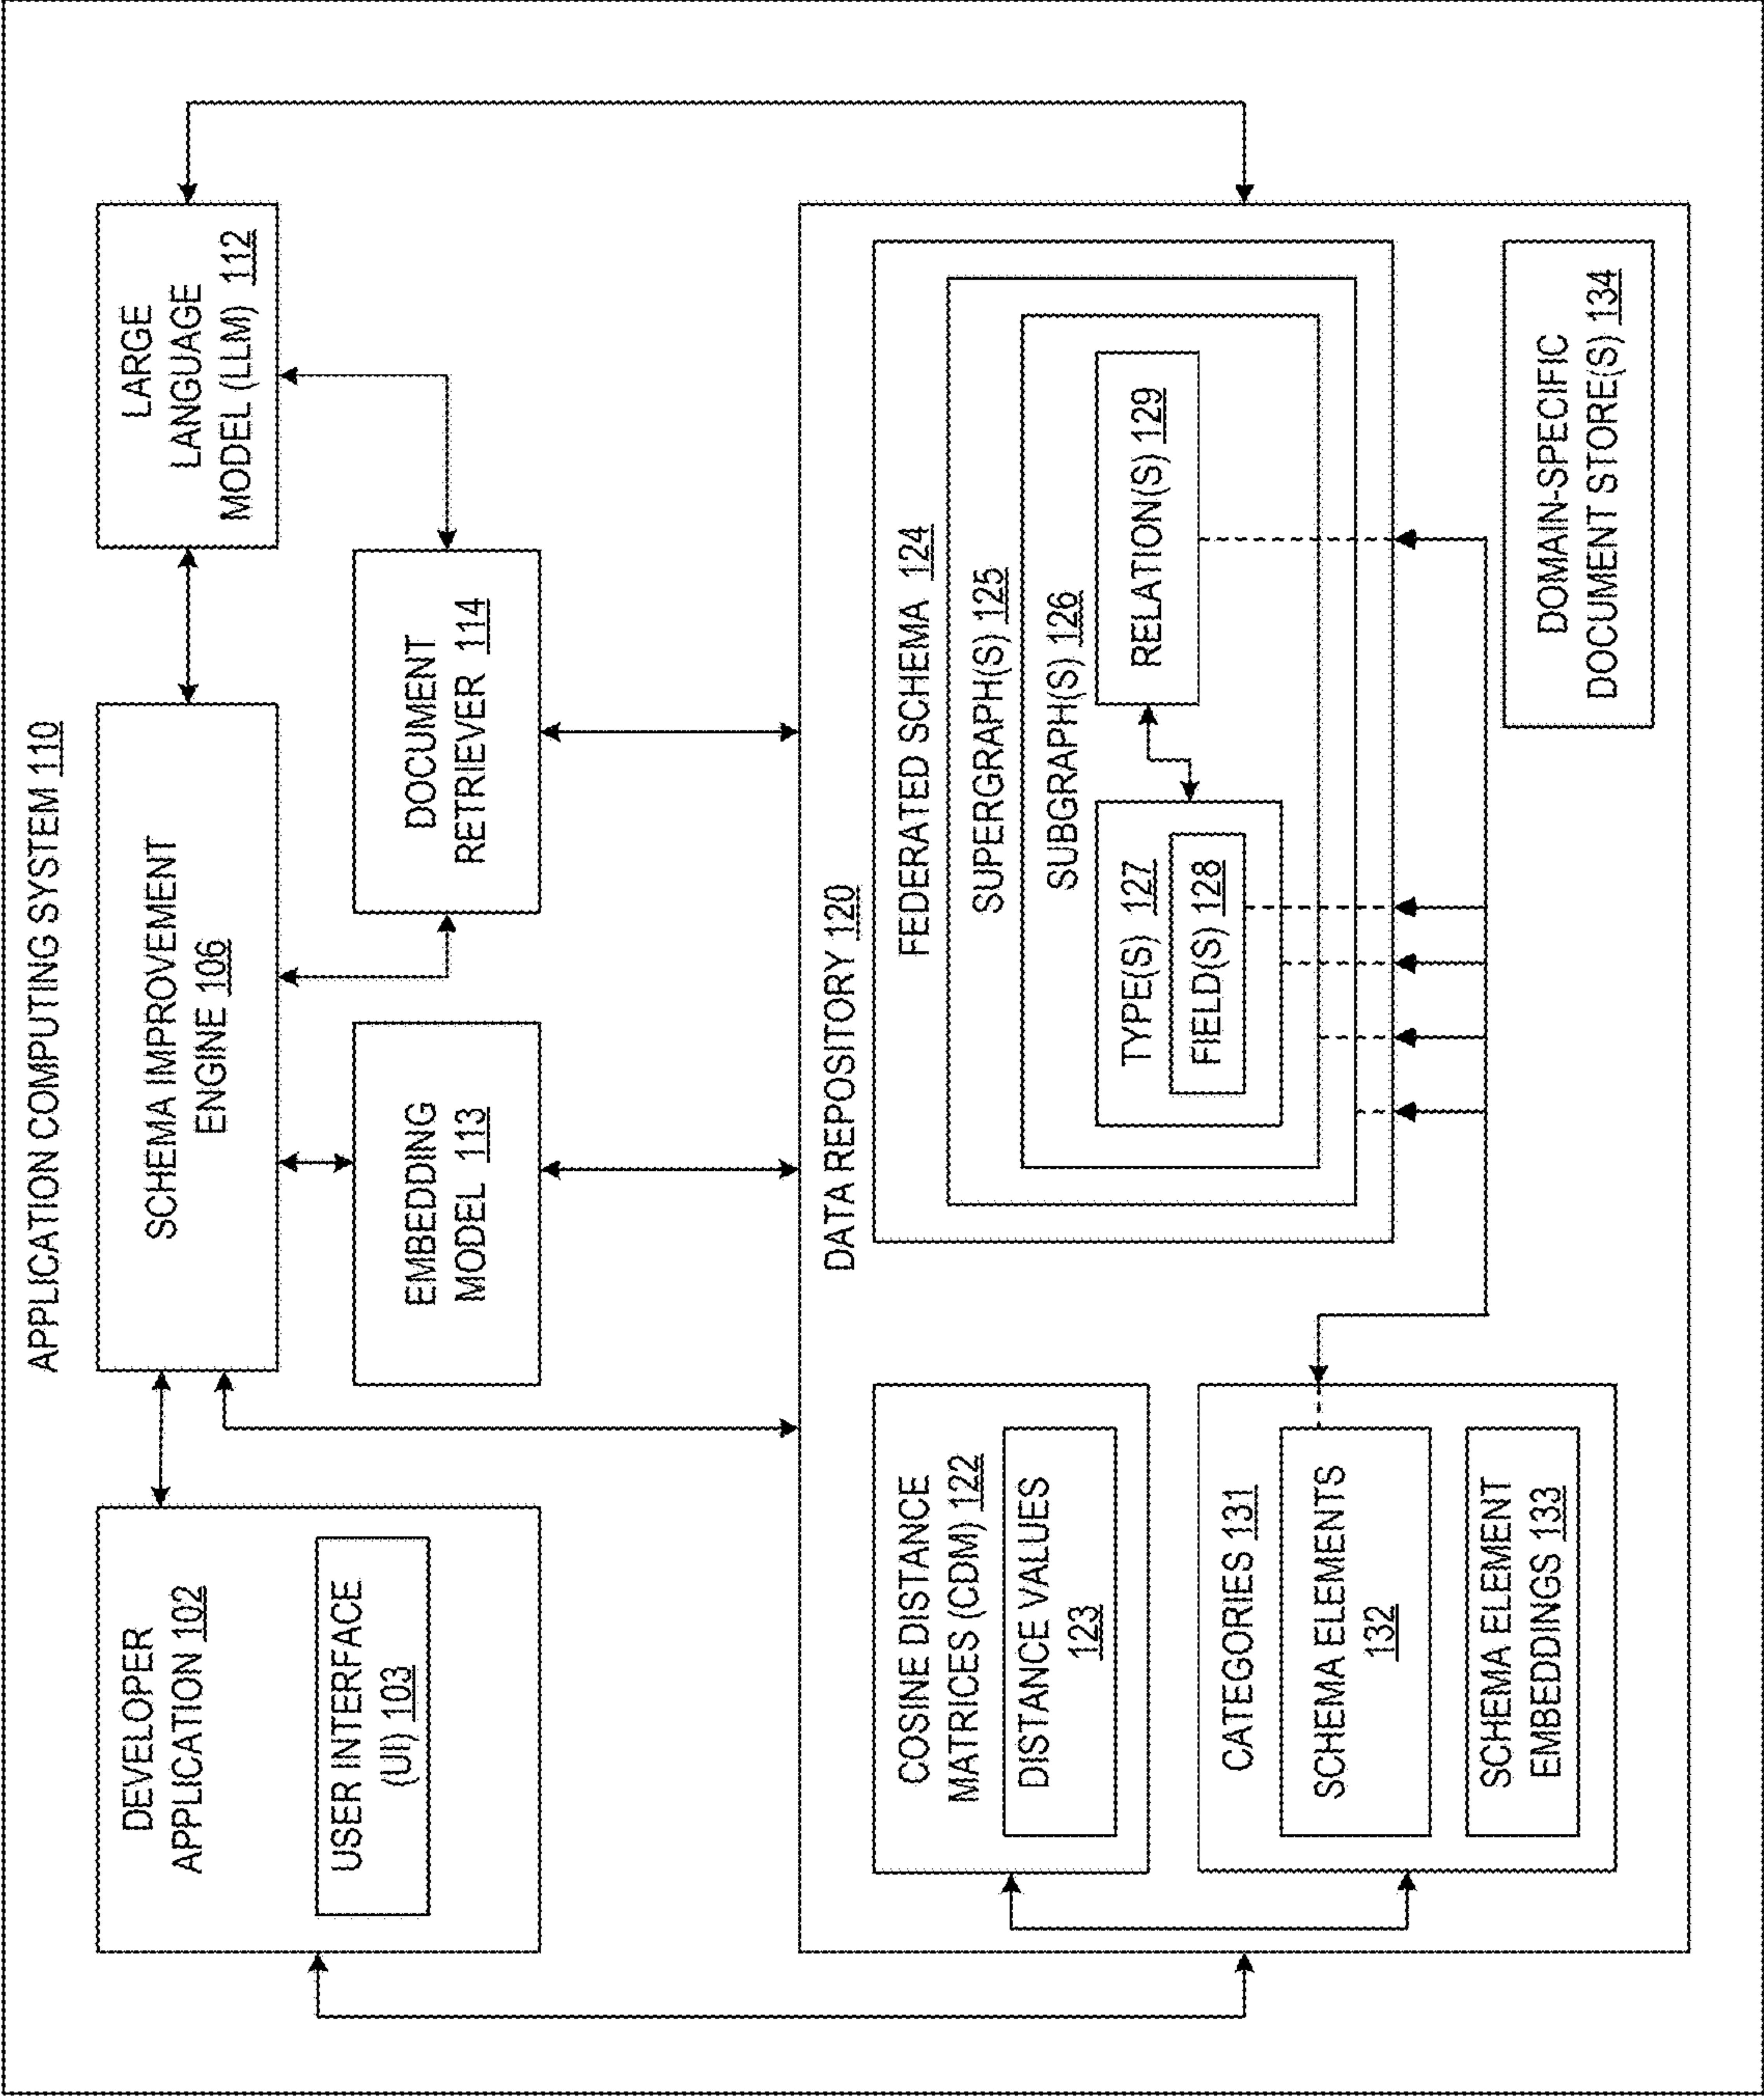 APPLICATION COMPUTING SYSTEM 110
DEVELOPER
APPLICATION 102
USER INTERFACE
(UI) 103
SCHEMA IMPROVEMENT
ENGINE 106
LARGE
LANGUAGE
MODEL (LLM) 112
EMBEDDING
MODEL 113
DOCUMENT
RETRIEVER 114
DATA REPOSITORY 120
COSINE DISTANCE
MATRICES (CDM) 122
DISTANCE VALUES
123
CATEGORIES 131
SCHEMA ELEMENTS
132
SCHEMA ELEMENT
EMBEDDINGS 133
FEDERATED SCHEMA 124
SUPERGRAPH(S) 125
SUBGRAPH(S) 126
TYPE(S) 127
FIELD(S) 128
RELATION(S) 129
DOMAIN-SPECIFIC
DOCUMENT STORE(S) 134